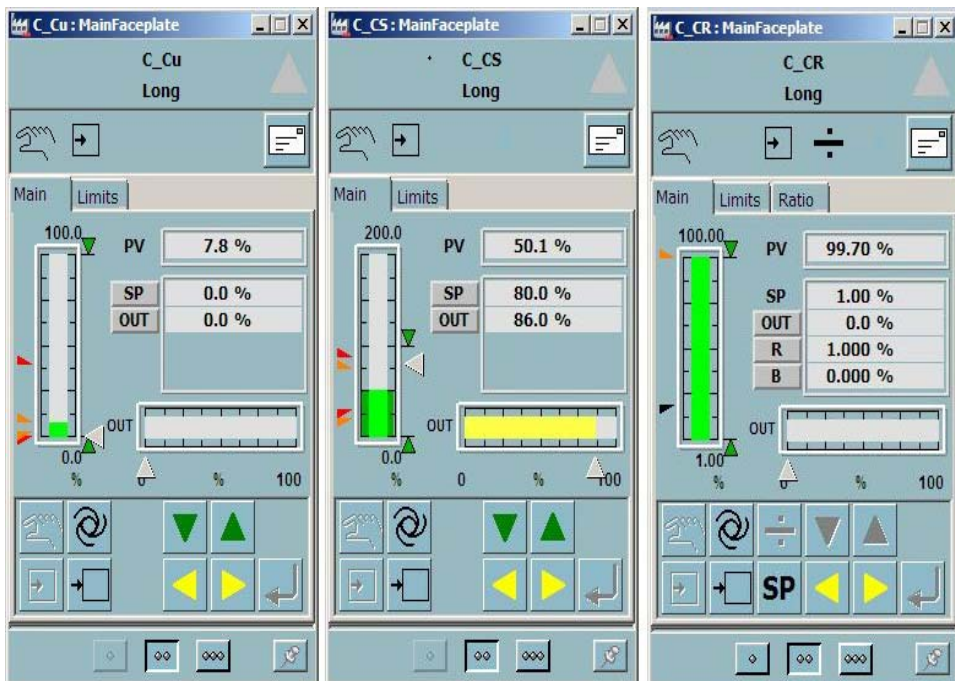 C_Cu : MainFaceplate
C_Cu
Long
Main Limits
100.0
PV 7.8 %
SP 0.0 %
OUT 0.0 %
OUT
0.0
% 0 % 100
C_CS : MainFaceplate
C_CS
Long
Main Limits
200.0
PV 50.1 %
SP 80.0 %
OUT 86.0 %
OUT
0.0
% 0 % 100
C_CR : MainFaceplate
C_CR
Long
Main Limits Ratio
100.00
PV 99.70 %
SP 1.00 %
OUT 0.0 %
R 1.000 %
B 0.000 %
OUT
1.00
% 0 % 100
SP